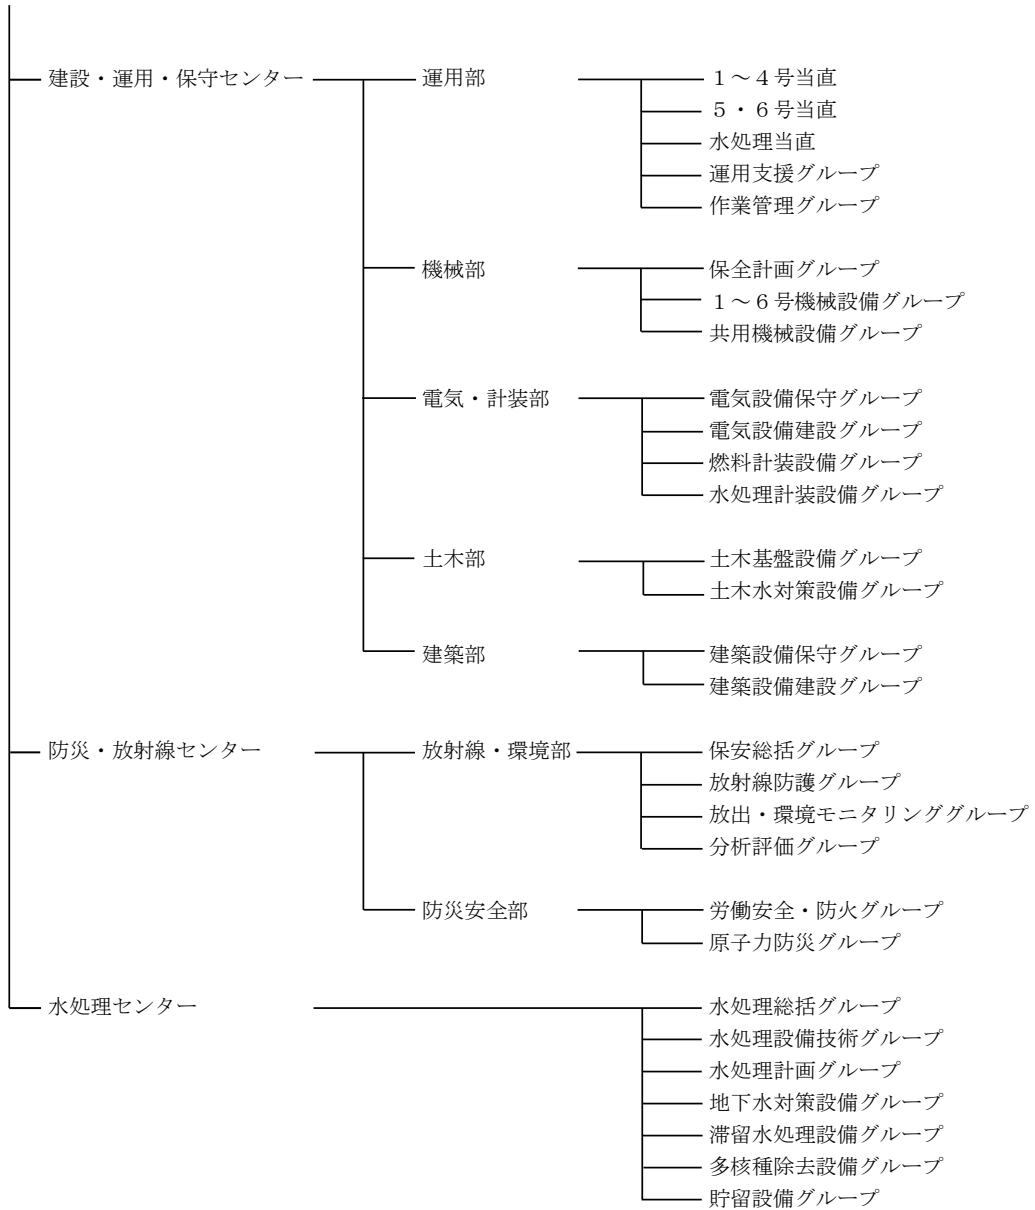 建設・運用・保守センター 運用部 １～４号当直
５・６号当直
水処理当直
運用支援グループ
作業管理グループ
機械部 保全計画グループ
１～６号機械設備グループ
共用機械設備グループ
電気・計装部 電気設備保守グループ
電気設備建設グループ
燃料計装設備グループ
水処理計装設備グループ
土木部 土木基盤設備グループ
土木水対策設備グループ
建築部 建築設備保守グループ
建築設備建設グループ
防災・放射線センター 放射線・環境部 保安総括グループ
放射線防護グループ
放出・環境モニタリンググループ
分析評価グループ
防災安全部 労働安全・防火グループ
原子力防災グループ
水処理センター 水処理総括グループ
水処理設備技術グループ
水処理計画グループ
地下水対策設備グループ
滞留水処理設備グループ
多核種除去設備グループ
貯留設備グループ